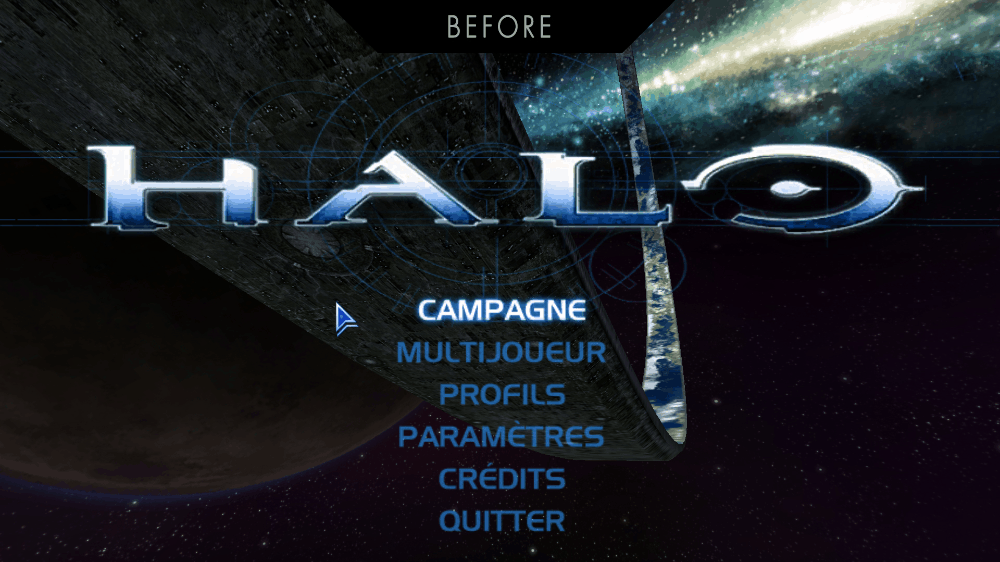 BEFORE
HALO
CAMPAGNE
MULTIJOUEUR
PROFILS
PARAMÈTRES
CRÉDITS
QUITTER